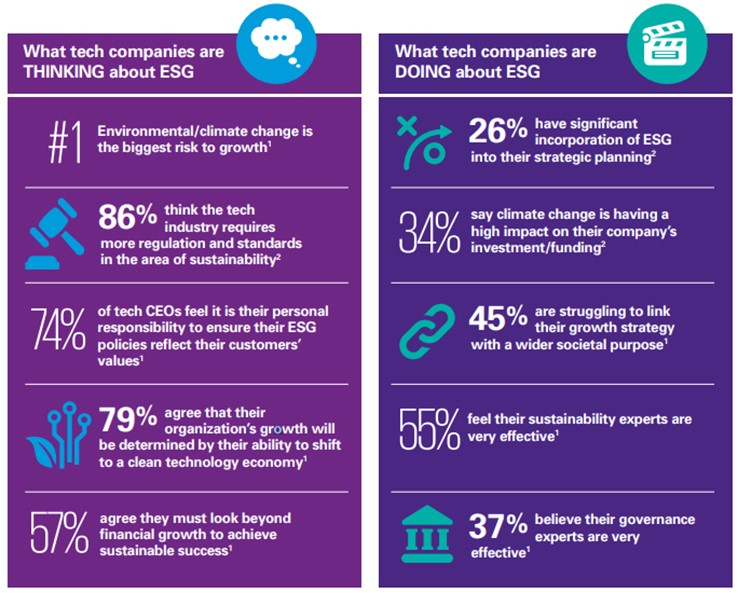 What tech companies are
THINKING about ESG
#1 Environmental/climate change is
the biggest risk to growth¹
86% think the tech
industry requires
more regulation and standards
in the area of sustainability²
74% of tech CEOs feel it is their personal
responsibility to ensure their ESG
policies reflect their customers'
values¹
79% agree that their
organization's growth will
be determined by their ability to shift
to a clean technology economy¹
57% agree they must look beyond
financial growth to achieve
sustainable success¹
What tech companies are
DOING about ESG
26% have significant
incorporation of ESG
into their strategic planning²
34% say climate change is having a
high impact on their company's
investment/funding²
45% are struggling to link
their growth strategy
with a wider societal purpose¹
55% feel their sustainability experts are
very effective¹
37% believe their governance
experts are very
effective¹